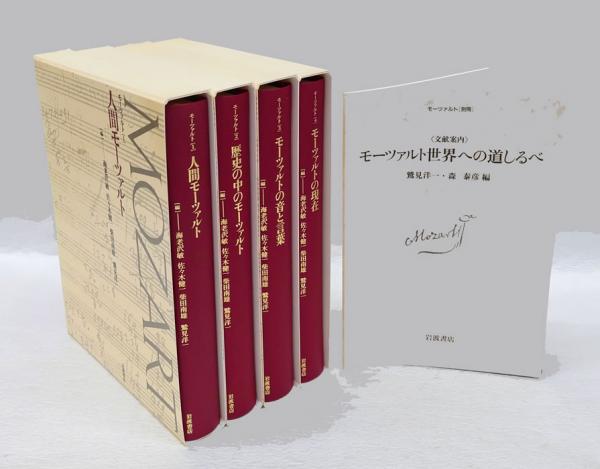 MOZART
人間モーツァルト
モーツァルト
人間モーツァルト
[編]――海老沢敏 佐々木健一 柴田南雄 鷲見洋一
岩波書店
モーツァルト
歴史の中のモーツァルト
[編]――海老沢敏 佐々木健一 柴田南雄 鷲見洋一
岩波書店
モーツァルト
モーツァルトの音と言葉
[編]――海老沢敏 佐々木健一 柴田南雄 鷲見洋一
岩波書店
モーツァルト
モーツァルトの現在
[編]――海老沢敏 佐々木健一 柴田南雄 鷲見洋一
岩波書店
モーツァルト[別冊]
〈文献案内〉
モーツァルト世界への道しるべ
鷲見洋一・森 泰彦 編
Mozart
岩波書店